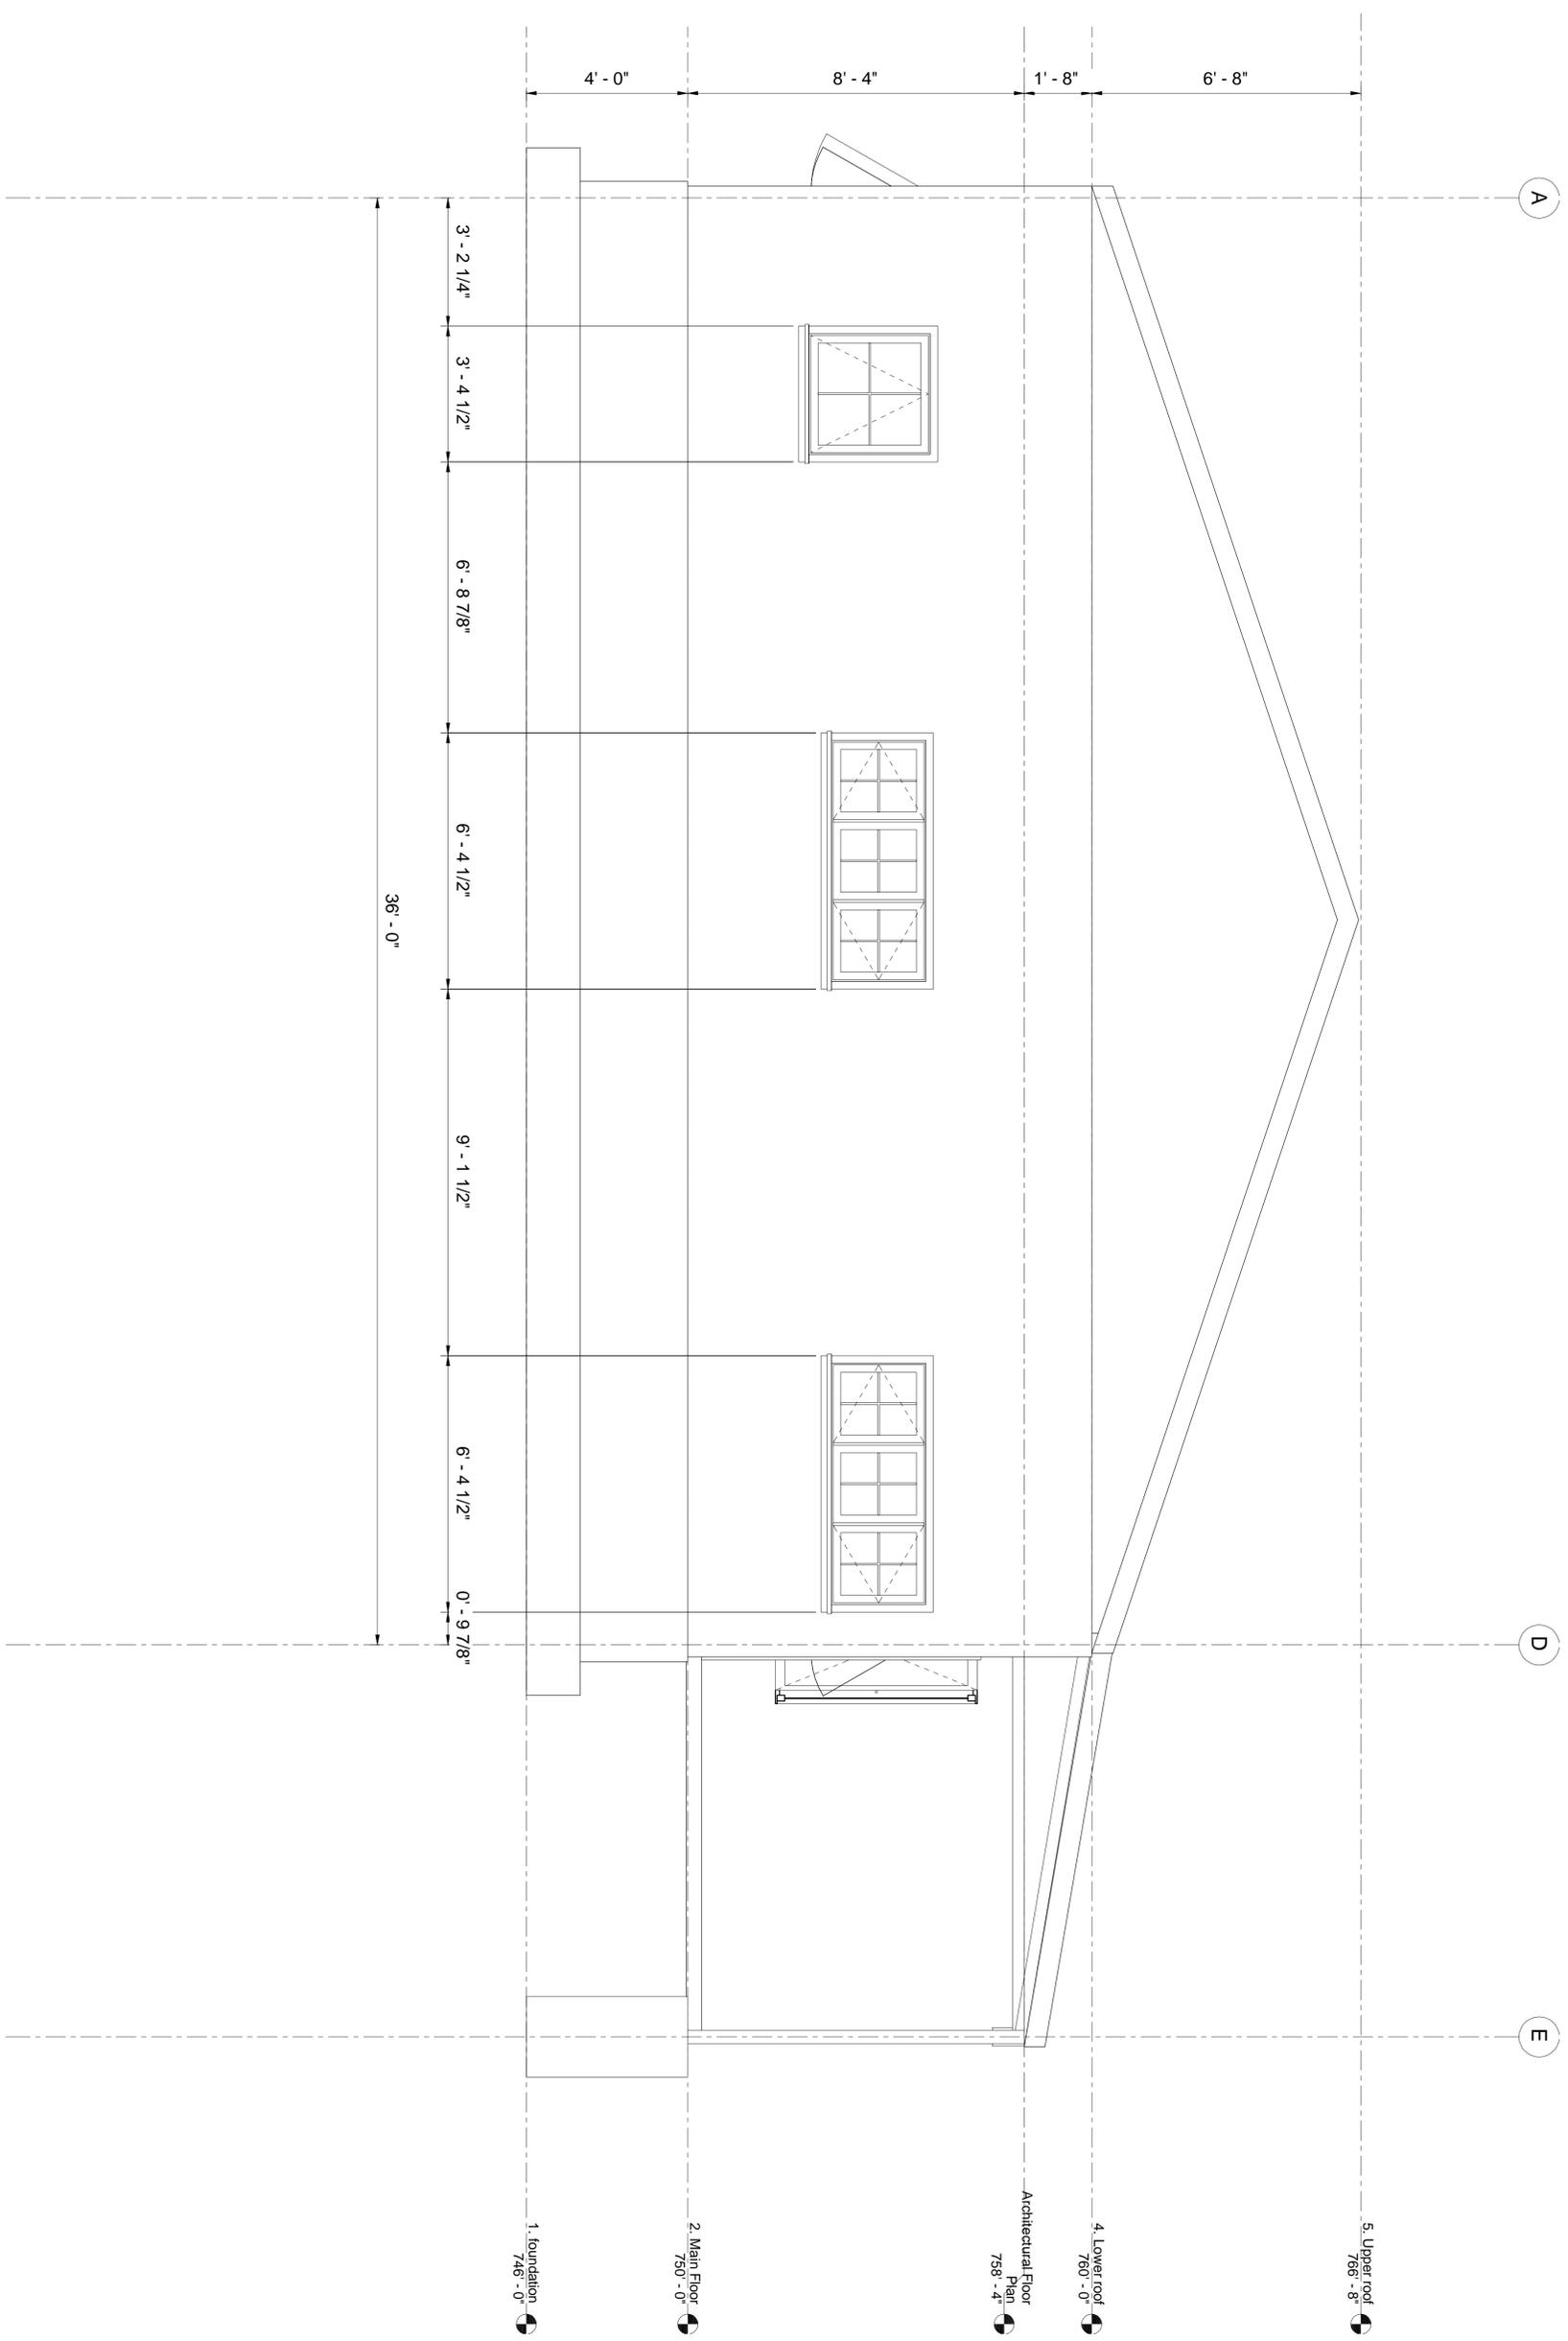 A
D
E
6' - 8"
1' - 8"
8' - 4"
4' - 0"
3' - 2 1/4"
3' - 4 1/2"
6' - 8 7/8"
6' - 4 1/2"
9' - 1 1/2"
6' - 4 1/2"
0' - 9 7/8"
36' - 0"
5. Upper roof
766' - 8"
4. Lower roof
760' - 0"
Architectural Floor
Plan
758' - 4"
2. Main Floor
750' - 0"
1. foundation
746' - 0"